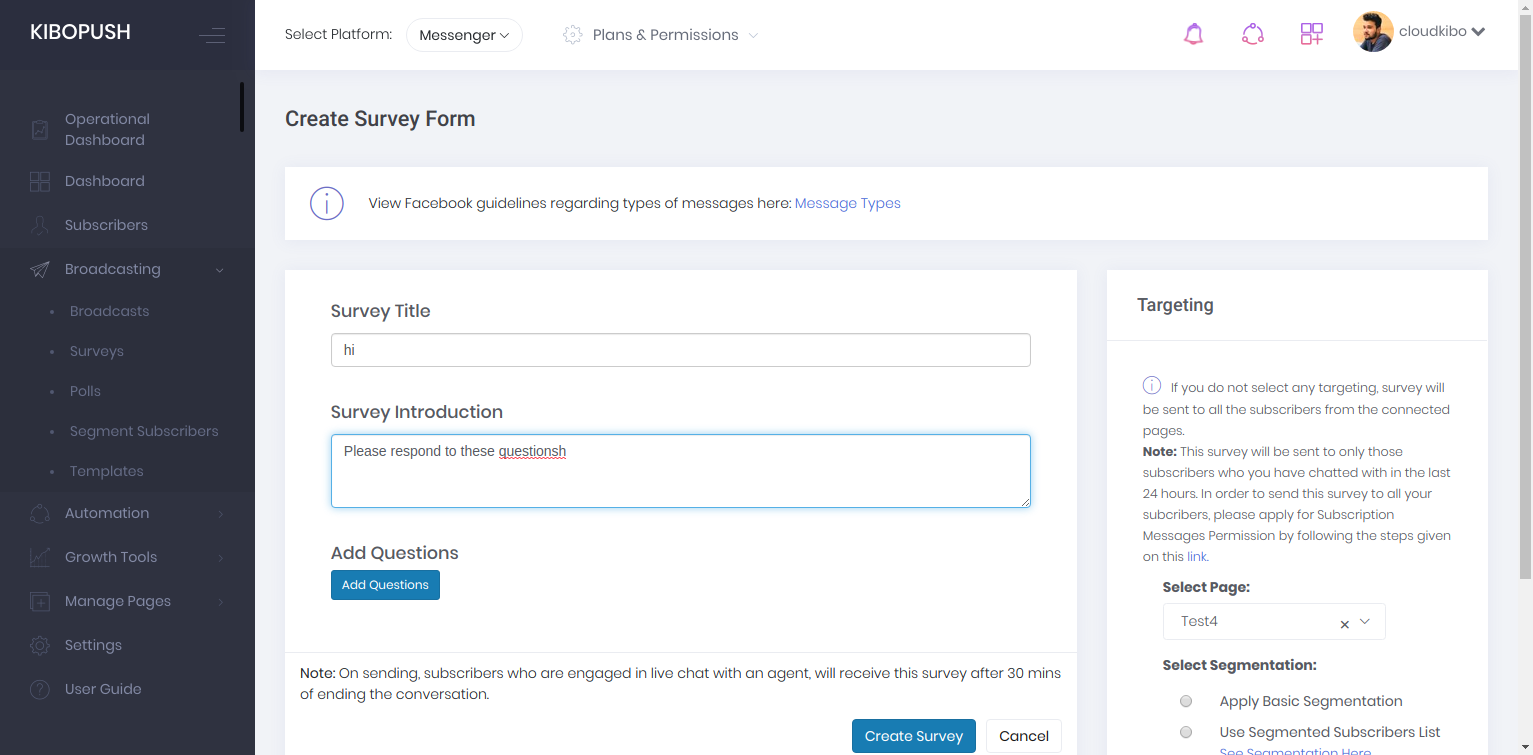 KIBOPUSH
Select Platform: Messenger
Plans & Permissions
cloudkibo
Operational
Dashboard
Dashboard
Subscribers
Broadcasting
Broadcasts
Surveys
Polls
Segment Subscribers
Templates
Automation
Growth Tools
Manage Pages
Settings
User Guide
Create Survey Form
View Facebook guidelines regarding types of messages here: Message Types
Survey Title
hi
Survey Introduction
Please respond to these questionsh
Add Questions
Add Questions
Note: On sending, subscribers who are engaged in live chat with an agent, will receive this survey after 30 mins
of ending the conversation.
Create Survey
Cancel
Targeting
If you do not select any targeting, survey will
be sent to all the subscribers from the connected
pages.
Note: This survey will be sent to only those
subscribers who you have chatted with in the last
24 hours. In order to send this survey to all your
subcribers, please apply for Subscription
Messages Permission by following the steps given
on this link.
Select Page:
Test4
Select Segmentation:
Apply Basic Segmentation
Use Segmented Subscribers List
See Segmentation Here